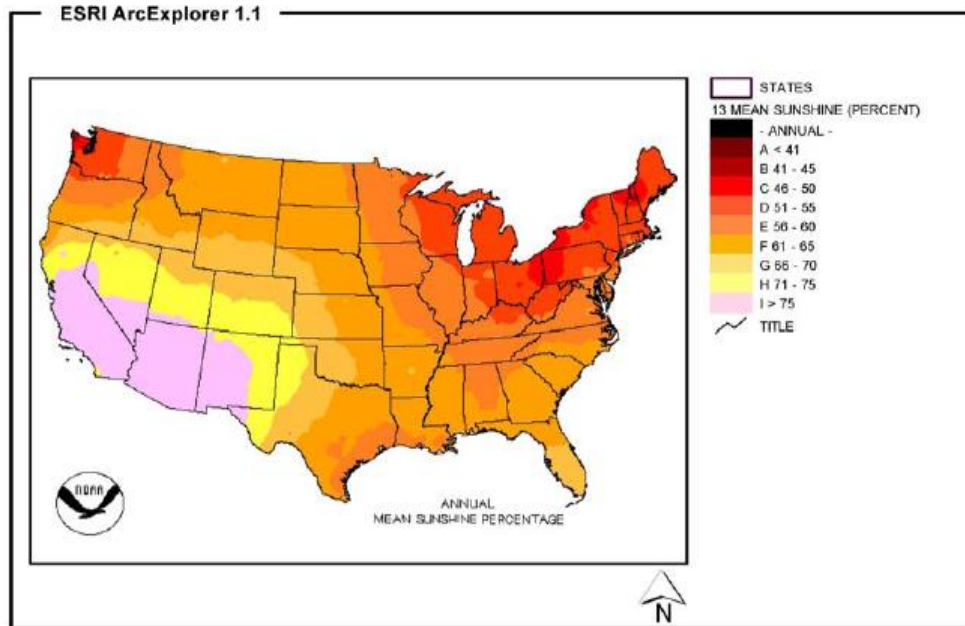 ESRI ArcExplorer 1.1
STATES
13 MEAN SUNSHINE (PERCENT)
- ANNUAL -
A < 41
B 41 - 45
C 46 - 50
D 51 - 55
E 56 - 60
F 61 - 65
G 66 - 70
H 71 - 75
I > 75
TITLE
NOAA
ANNUAL
MEAN SUNSHINE PERCENTAGE
N